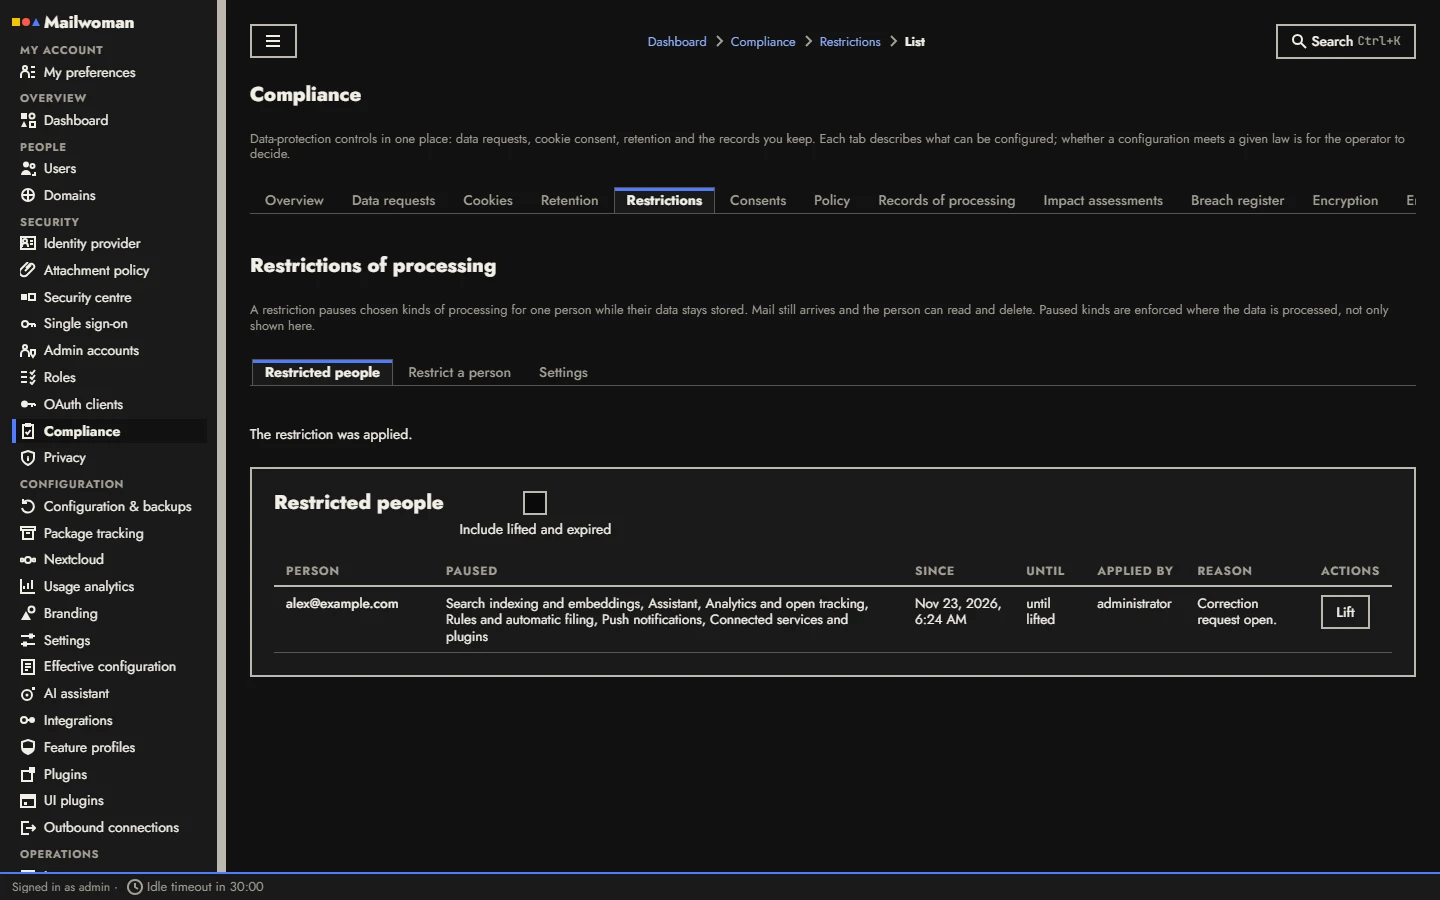 Mailwoman
MY ACCOUNT
My preferences
OVERVIEW
Dashboard
PEOPLE
Users
Domains
SECURITY
Identity provider
Attachment policy
Security centre
Single sign-on
Admin accounts
Roles
OAuth clients
Compliance
Privacy
CONFIGURATION
Configuration & backups
Package tracking
Nextcloud
Usage analytics
Branding
Settings
Effective configuration
AI assistant
Integrations
Feature profiles
Plugins
UI plugins
Outbound connections
OPERATIONS
Dashboard > Compliance > Restrictions > List
Search Ctrl+K
Compliance
Data-protection controls in one place: data requests, cookie consent, retention and the records you keep. Each tab describes what can be configured; whether a configuration meets a given law is for the operator to
decide.
Overview Data requests Cookies Retention Restrictions Consents Policy Records of processing Impact assessments Breach register Encryption
Restrictions of processing
A restriction pauses chosen kinds of processing for one person while their data stays stored. Mail still arrives and the person can read and delete. Paused kinds are enforced where the data is processed, not only
shown here.
Restricted people Restrict a person Settings
The restriction was applied.
Restricted people
Include lifted and expired
PERSON PAUSED SINCE UNTIL APPLIED BY REASON ACTIONS
alex@example.com Search indexing and embeddings, Assistant, Analytics and open tracking, Nov 23, 2026, until administrator Correction Lift
Rules and automatic filing, Push notifications, Connected services and 6:24 AM lifted request open.
plugins
Signed in as admin · Idle timeout in 30:00